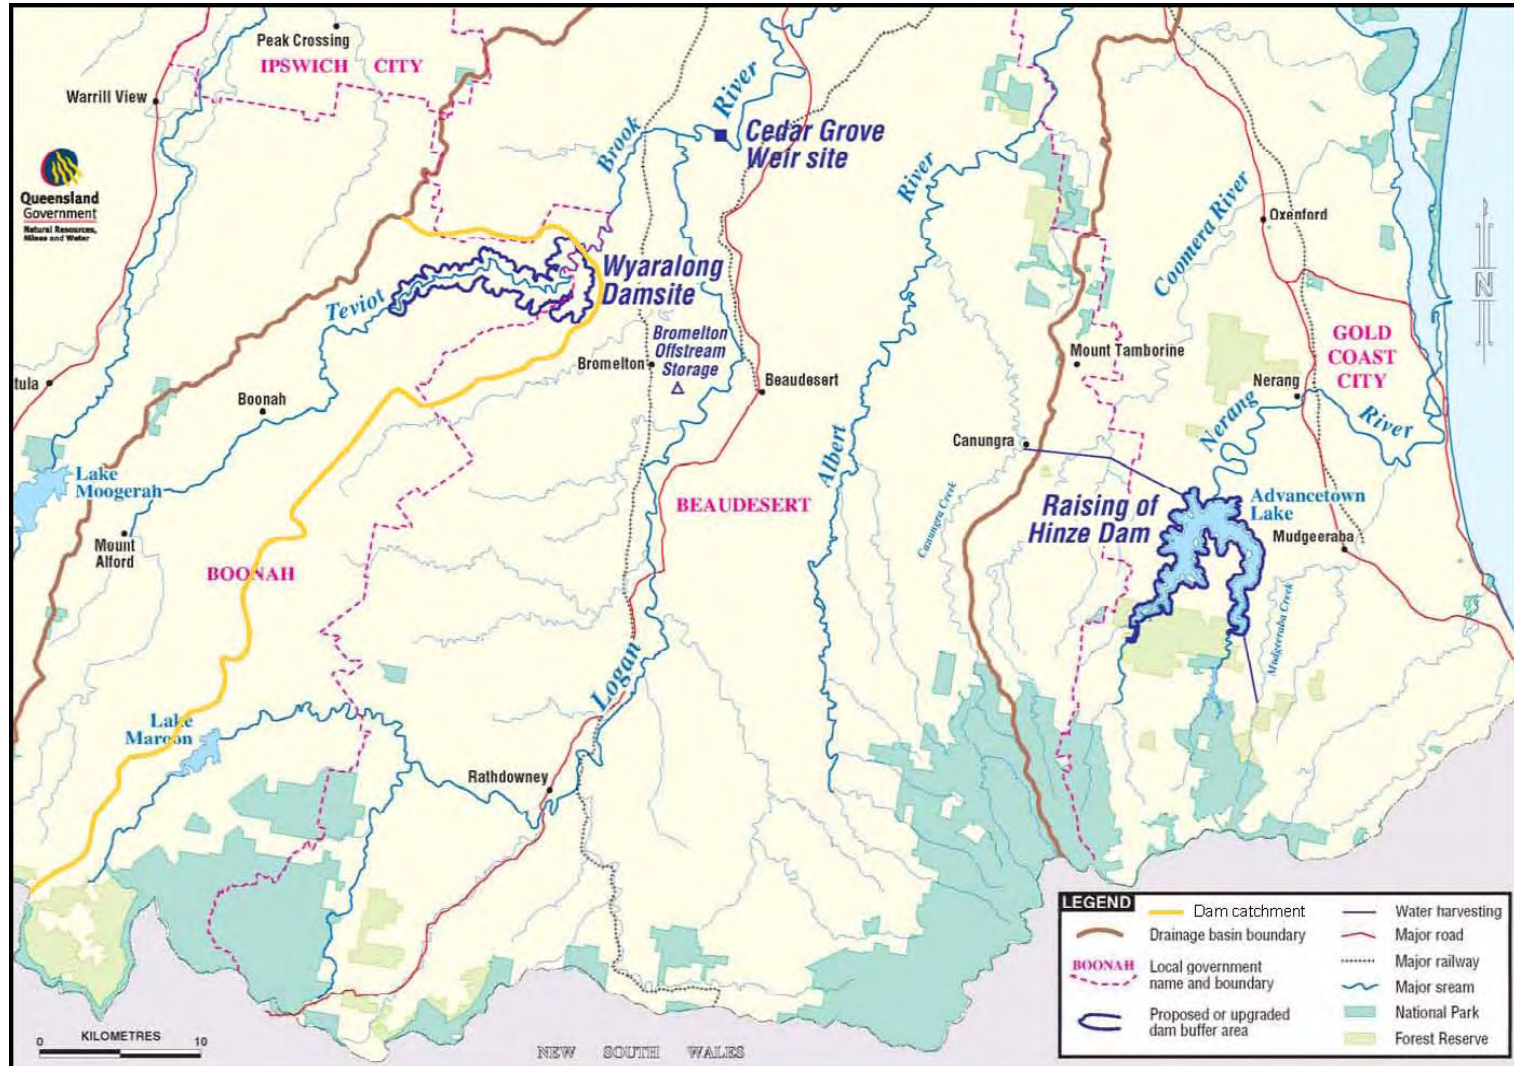 Peak Crossing
IPSWICH CITY
Warrill View
Queensland
Government
Natural Resources,
Mines and Water
River
Brook
Cedar Grove
Weir site
River
Coomera River
Oxenford
Wyaralong
Damsite
Teviot
Bromelton
Offstream
Storage
Bromelton
Beaudesert
Mount Tamborine
GOLD
COAST
CITY
N
tula
Boonah
Nerang
Nerang
River
Albert
Canungra
Canungra Creek
Lake
Moogerah
BEAUDESERT
Raising of
Hinze Dam
Advancetown
Lake
Mudgeeraba
Mount
Alford
BOONAH
Mudgeeraba Creek
Logan
Lake
Maroon
Rathdowney
LEGEND
Dam catchment
Drainage basin boundary
BOONAH
Local government
name and boundary
Proposed or upgraded
dam buffer area
Water harvesting
Major road
Major railway
Major sream
National Park
Forest Reserve
KILOMETRES
0 10
NEW SOUTH WALES